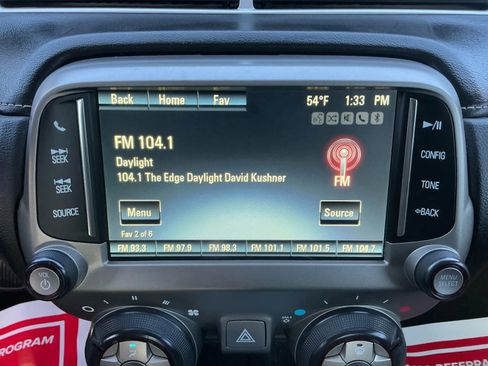 Back Home Fav 54°F 1:33 PM
FM 104.1
Daylight
104.1 The Edge Daylight David Kushner
FM
Menu Source
Fav 2 of 6
FM 93.3 FM 97.9 FM 98.3 FM 101.1 FM 101.5... FM 104.7
SEEK
SEEK
SOURCE
CONFIG
TONE
BACK
VOL
MENU
SELECT
PROGRAM